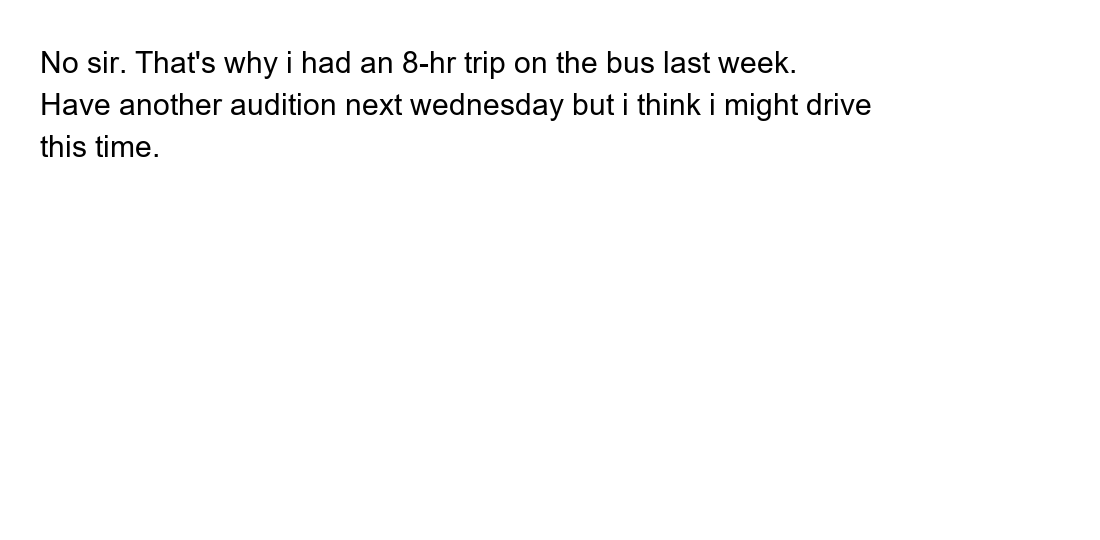 No sir. That's why i had an 8-hr trip on the bus last week.
Have another audition next wednesday but i think i might drive
this time.